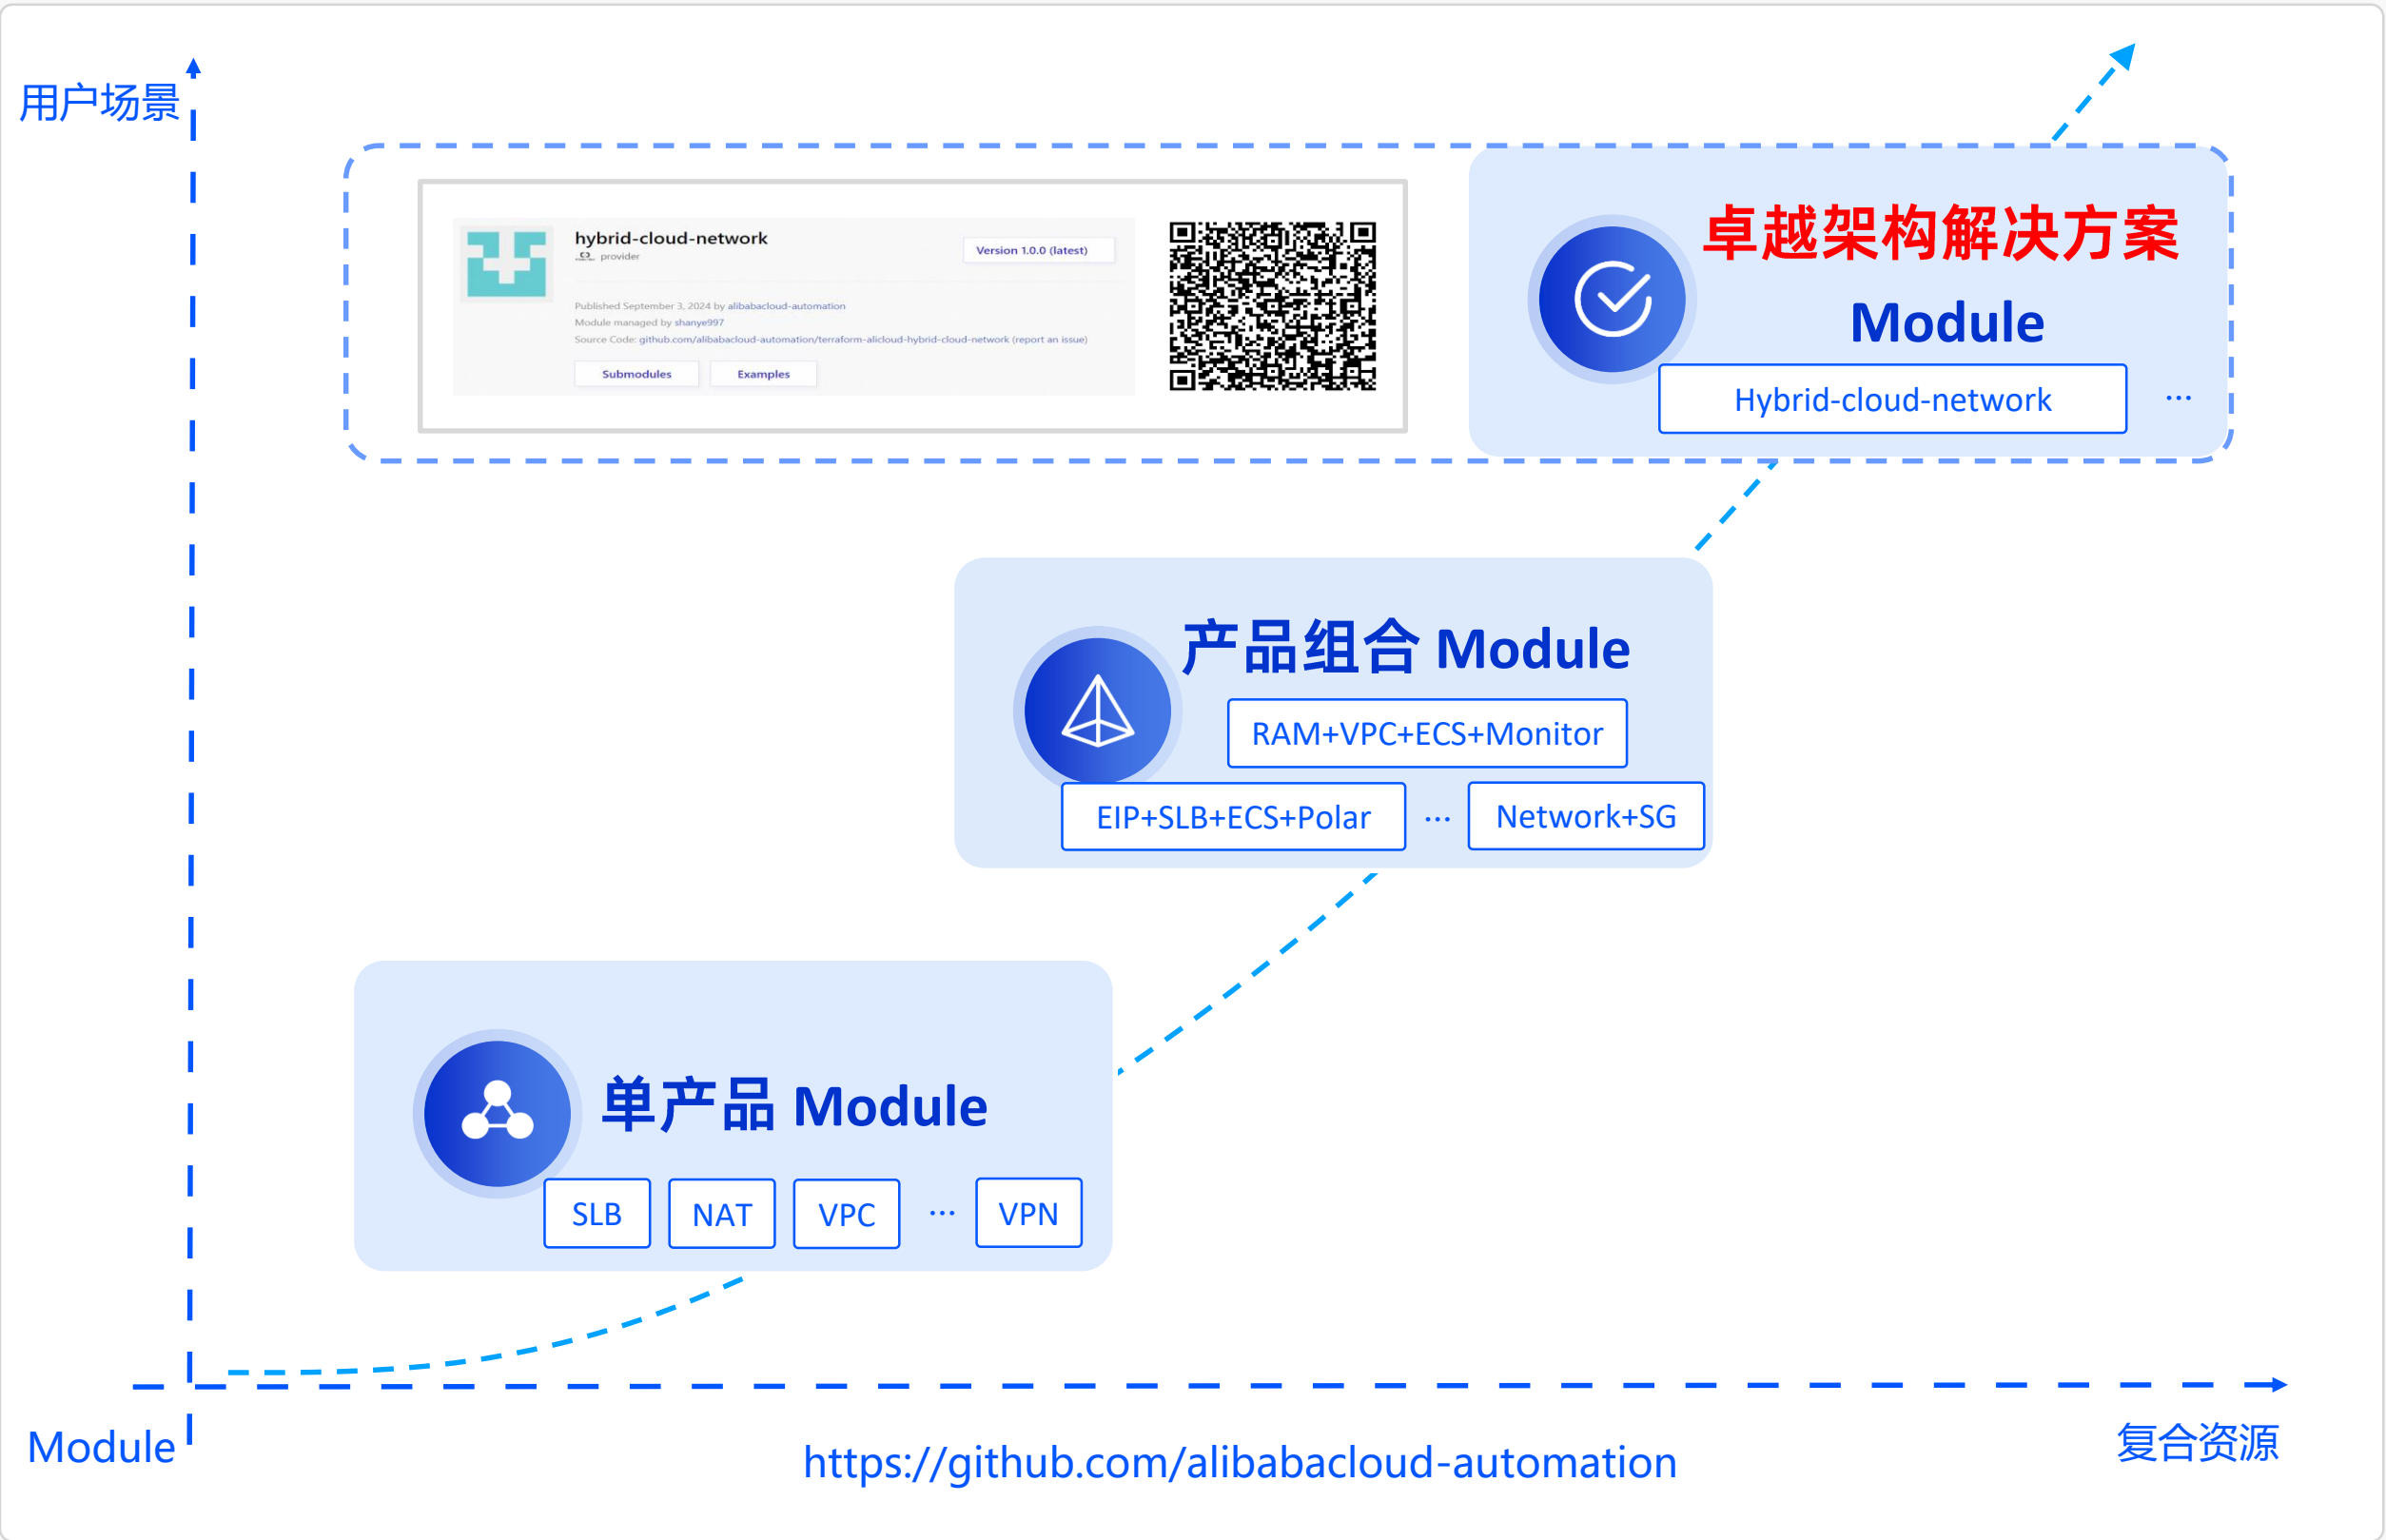 用户场景
hybrid-cloud-network
provider
Version 1.0.0 (latest)
Published September 3, 2024 by alibabacloud-automation
Module managed by shanye997
Source Code: github.com/alibabacloud-automation/terraform-alicloud-hybrid-cloud-network (report an issue)
Submodules
Examples
卓越架构解决方案
Module
Hybrid-cloud-network
...
产品组合 Module
RAM+VPC+ECS+Monitor
EIP+SLB+ECS+Polar
...
Network+SG
单产品 Module
SLB
NAT
VPC
...
VPN
Module
https://github.com/alibabacloud-automation
复合资源